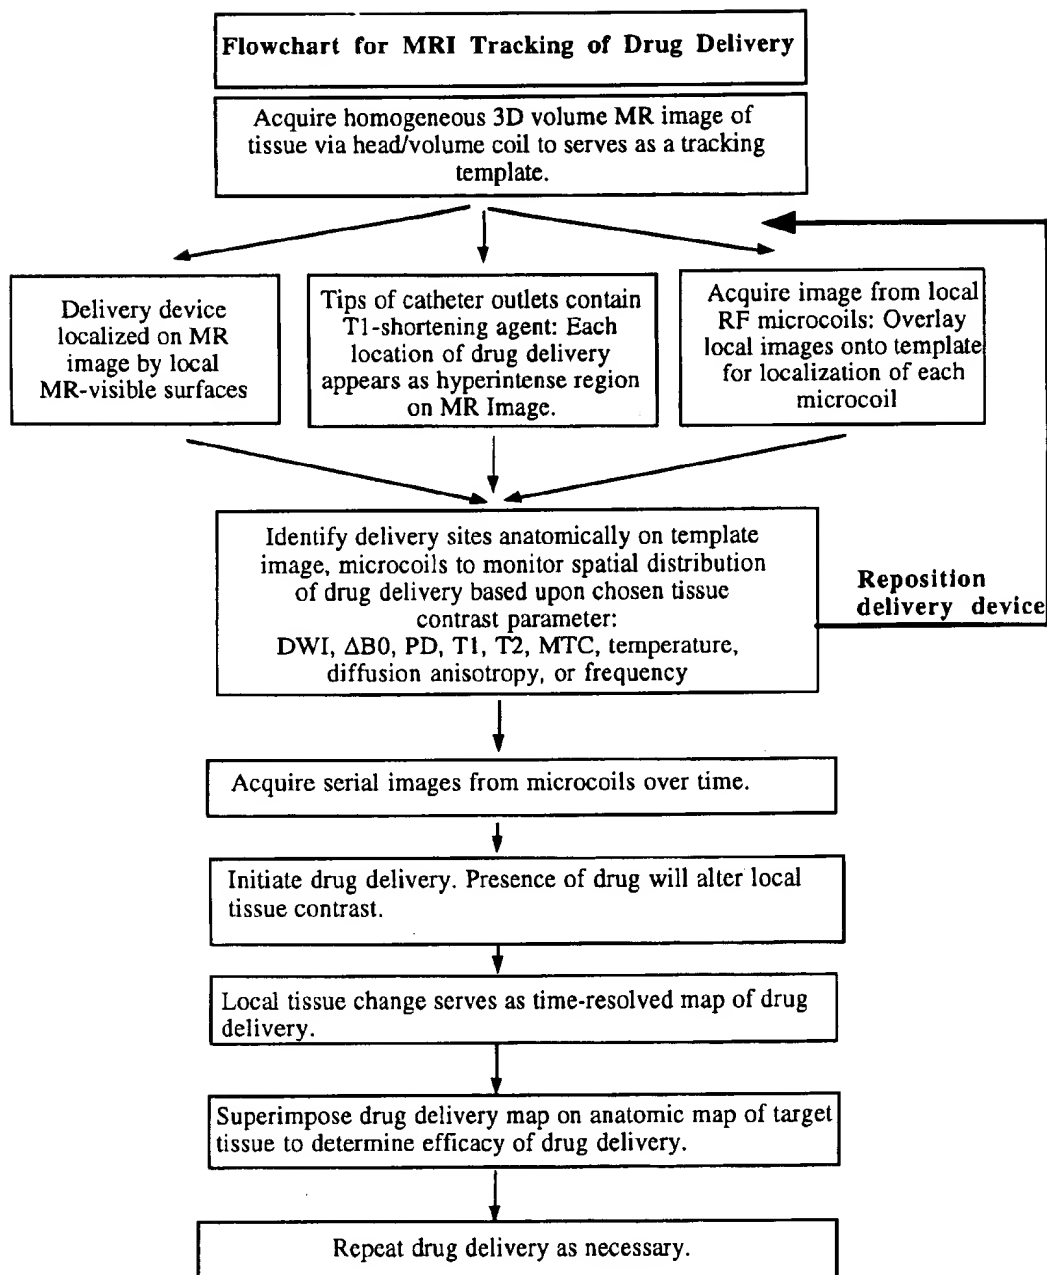 Flowchart for MRI Tracking of Drug Delivery
Acquire homogeneous 3D volume MR image of
tissue via head/volume coil to serves as a tracking
template.
Delivery device
localized on MR
image by local
MR-visible surfaces
Tips of catheter outlets contain
T1-shortening agent: Each
location of drug delivery
appears as hyperintense region
on MR Image.
Acquire image from local
RF microcoils: Overlay
local images onto template
for localization of each
microcoil
Identify delivery sites anatomically on template
image, microcoils to monitor spatial distribution
of drug delivery based upon chosen tissue
contrast parameter:
DWI, ΔB0, PD, T1, T2, MTC, temperature,
diffusion anisotropy, or frequency
Reposition
delivery device
Acquire serial images from microcoils over time.
Initiate drug delivery. Presence of drug will alter local
tissue contrast.
Local tissue change serves as time-resolved map of drug
delivery.
Superimpose drug delivery map on anatomic map of target
tissue to determine efficacy of drug delivery.
Repeat drug delivery as necessary.